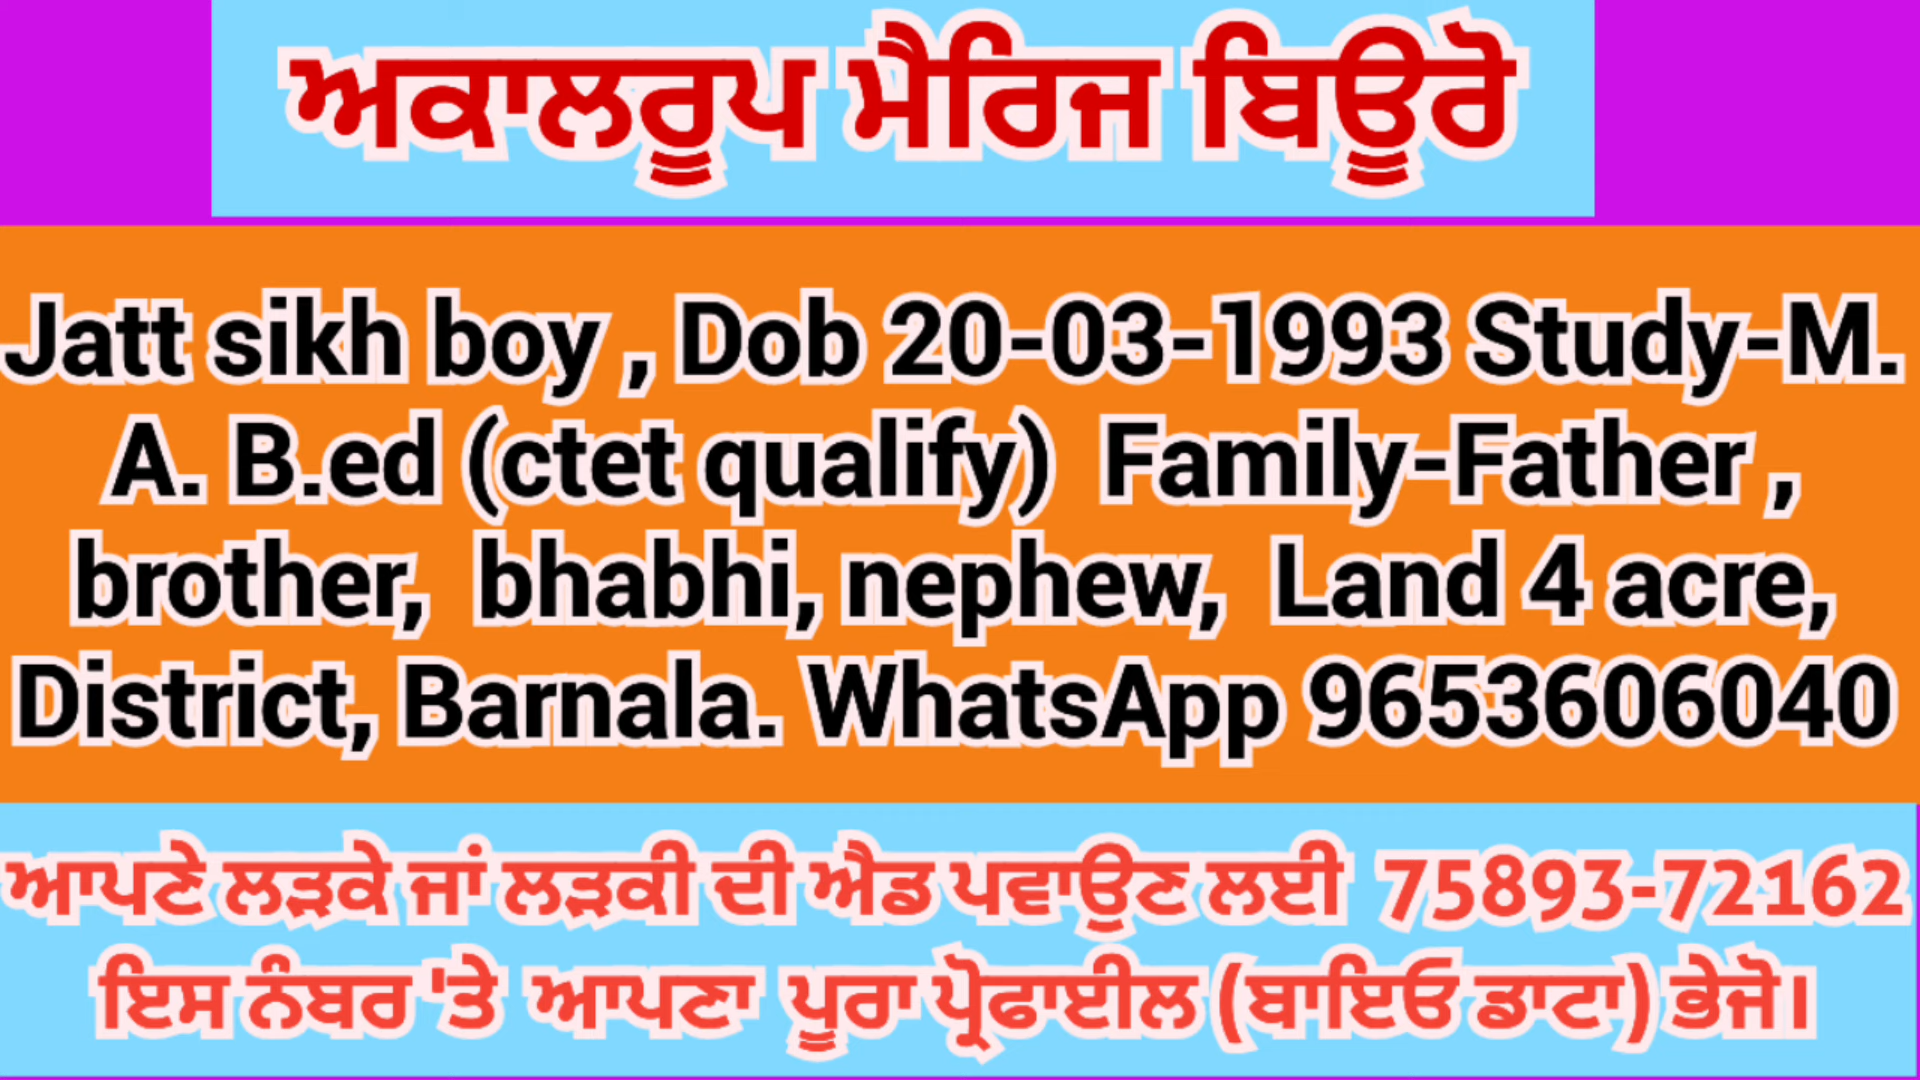 ਅਕਾਲਰੂਪ ਮੈਰਿਜ ਬਿਊਰੋ
Jatt sikh boy , Dob 20-03-1993 Study-M.
A. B.ed (ctet qualify) Family-Father ,
brother, bhabhi, nephew, Land 4 acre,
District, Barnala. WhatsApp 9653606040
ਆਪਣੇ ਲੜਕੇ ਜਾਂ ਲੜਕੀ ਦੀ ਐਡ ਪਵਾਉਣ ਲਈ 75893-72162
ਇਸ ਨੰਬਰ 'ਤੇ ਆਪਣਾ ਪੂਰਾ ਪ੍ਰੋਫਾਈਲ (ਬਾਇਓ ਡਾਟਾ) ਭੇਜੋ।